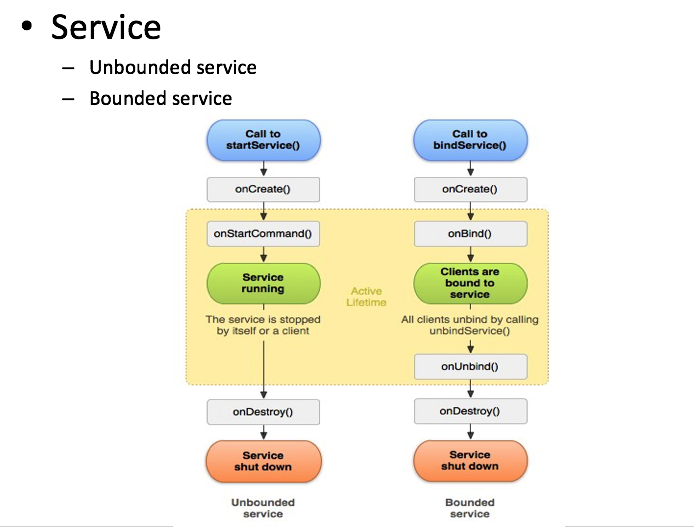 • Service
– Unbounded service
– Bounded service
Call to
startService()
onCreate()
onStartCommand()
Service
running
The service is stopped
by itself or a client
onDestroy()
Service
shut down
Unbounded
service
Active
Lifetime
Call to
bindService()
onCreate()
onBind()
Clients are
bound to
service
All clients unbind by calling
unbindService()
onUnbind()
onDestroy()
Service
shut down
Bounded
service